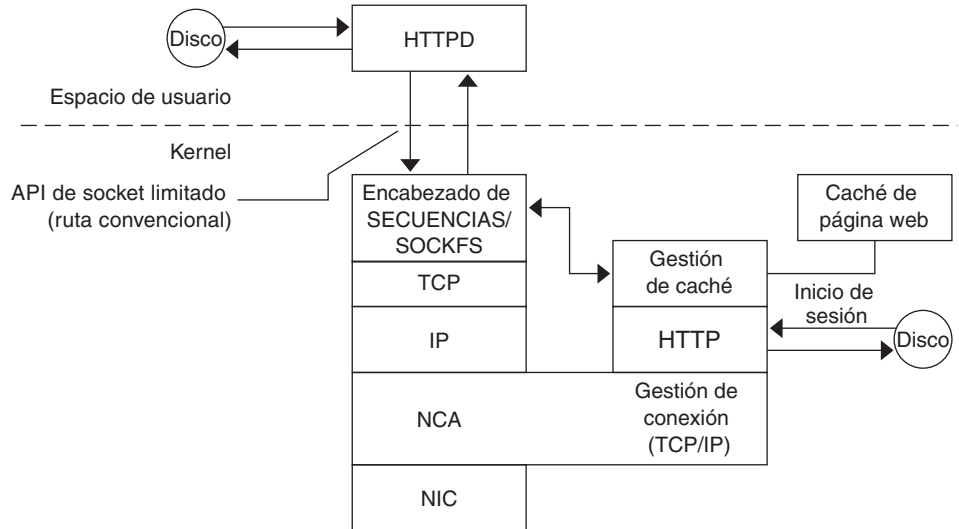 Disco
HTTPD
Espacio de usuario
Kernel
API de socket limitado
(ruta convencional)
Encabezado de
SECUENCIAS/
SOCKFS
TCP
IP
NCA
NIC
Caché de
página web
Gestión
de caché
Inicio de
sesión
HTTP
Disco
Gestión de
conexión
(TCP/IP)